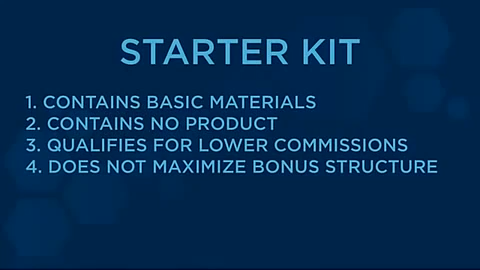 STARTER KIT
1. CONTAINS BASIC MATERIALS
2. CONTAINS NO PRODUCT
3. QUALIFIES FOR LOWER COMMISSIONS
4. DOES NOT MAXIMIZE BONUS STRUCTURE